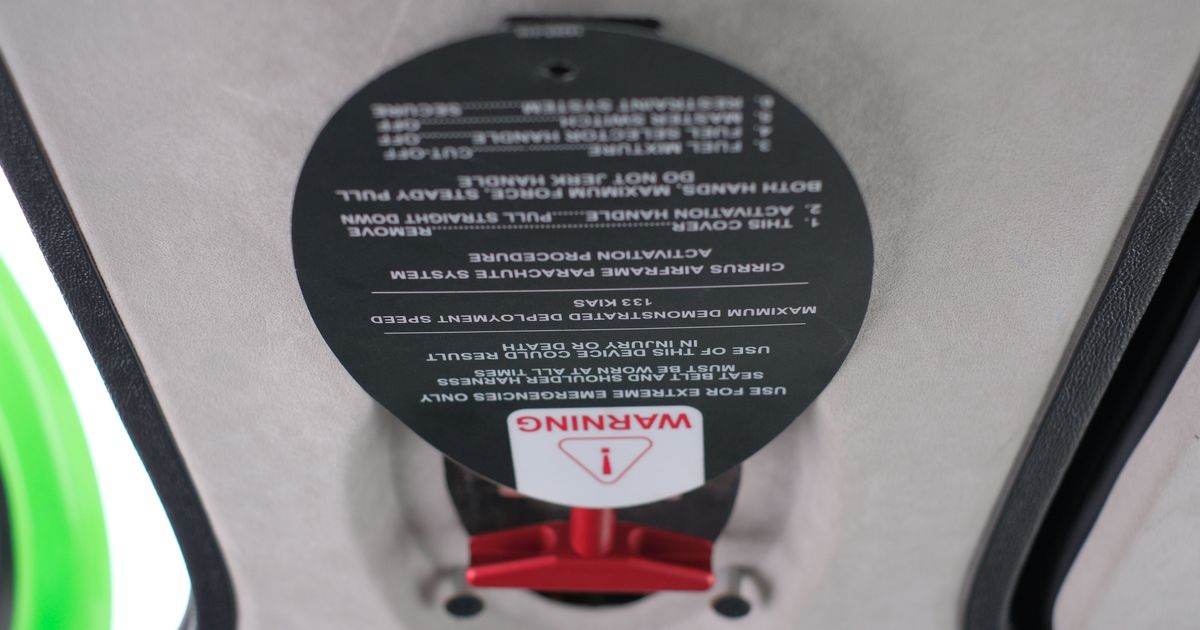 WARNING
USE FOR EXTREME EMERGENCIES ONLY
SEAT BELT AND SHOULDER HARNESS
MUST BE WORN AT ALL TIMES
USE OF THIS DEVICE COULD RESULT
IN INJURY OR DEATH
MAXIMUM DEMONSTRATED DEPLOYMENT SPEED
133 KIAS
CIRRUS AIRFRAME PARACHUTE SYSTEM
ACTIVATION PROCEDURE
1. THIS COVER........................................REMOVE
2. ACTIVATION HANDLE......PULL STRAIGHT DOWN
BOTH HANDS, MAXIMUM FORCE, STEADY PULL
DO NOT JERK HANDLE
3. FUEL MIXTURE........................CUT-OFF
4. FUEL SELECTOR HANDLE..............OFF
5. MASTER SWITCH..............................OFF
6. RESTRAINT SYSTEM................SECURE